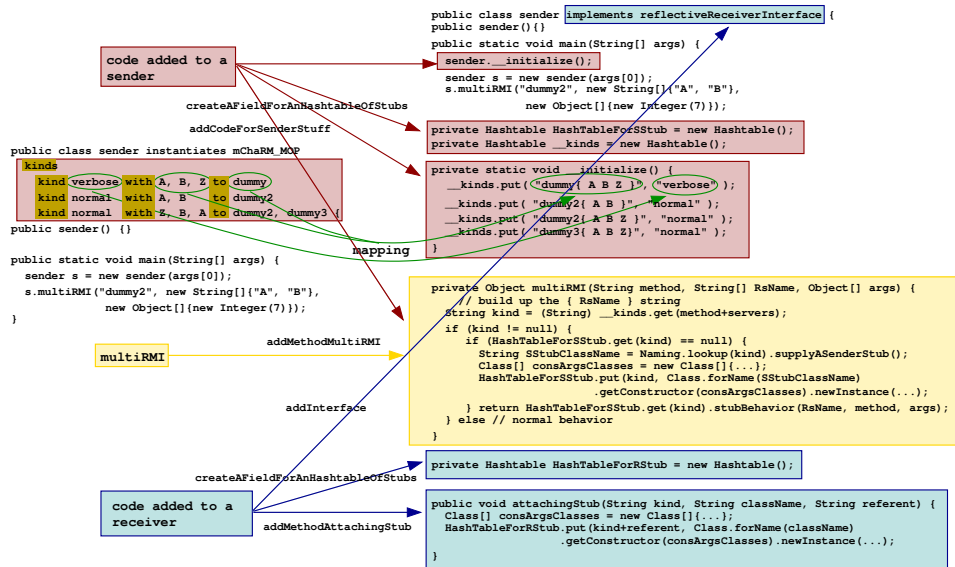 public class sender implements reflectiveReceiverInterface {
public sender(){}
public static void main(String[] args) {
sender.__initialize();
sender s = new sender(args[0]);
s.multiRMI("dummy2", new String[]{"A", "B"},
new Object[]{new Integer(7)});
code added to a
sender
createAFieldForAnHashtableOfStubs
addCodeForSenderStuff
private Hashtable HashTableForSStub = new Hashtable();
private Hashtable __kinds = new Hashtable();
public class sender instantiates mChaRM_MOP
kinds
kind verbose with A, B, Z to dummy
kind normal with A, B to dummy2
kind normal with Z, B, A to dummy2, dummy3 {
public sender() {}
public static void main(String[] args) {
sender s = new sender(args[0]);
s.multiRMI("dummy2", new String[]{"A", "B"},
new Object[]{new Integer(7)});
}
private static void __initialize() {
__kinds.put( "dummy{ A B Z }", "verbose" );
__kinds.put( "dummy2{ A B }", "normal" );
__kinds.put( "dummy2{ A B Z }", "normal" );
__kinds.put( "dummy3{ A B Z}", "normal" );
}
mapping
private Object multiRMI(String method, String[] RsName, Object[] args) {
// build up the { RsName } string
String kind = (String) __kinds.get(method+servers);
if (kind != null) {
if (HashTableForSStub.get(kind) == null) {
String SStubClassName = Naming.lookup(kind).supplyASenderStub();
Class[] consArgsClasses = new Class[]{...};
HashTableForSStub.put(kind, Class.forName(SStubClassName)
.getConstructor(consArgsClasses).newInstance(...);
} return HashTableForSStub.get(kind).stubBehavior(RsName, method, args);
} else // normal behavior
}
multiRMI
addMethodMultiRMI
addInterface
createAFieldForAnHashtableOfStubs
private Hashtable HashTableForRStub = new Hashtable();
code added to a
receiver
addMethodAttachingStub
public void attachingStub(String kind, String className, String referent) {
Class[] consArgsClasses = new Class[]{...};
HashTableForRStub.put(kind+referent, Class.forName(className)
.getConstructor(consArgsClasses).newInstance(...);
}